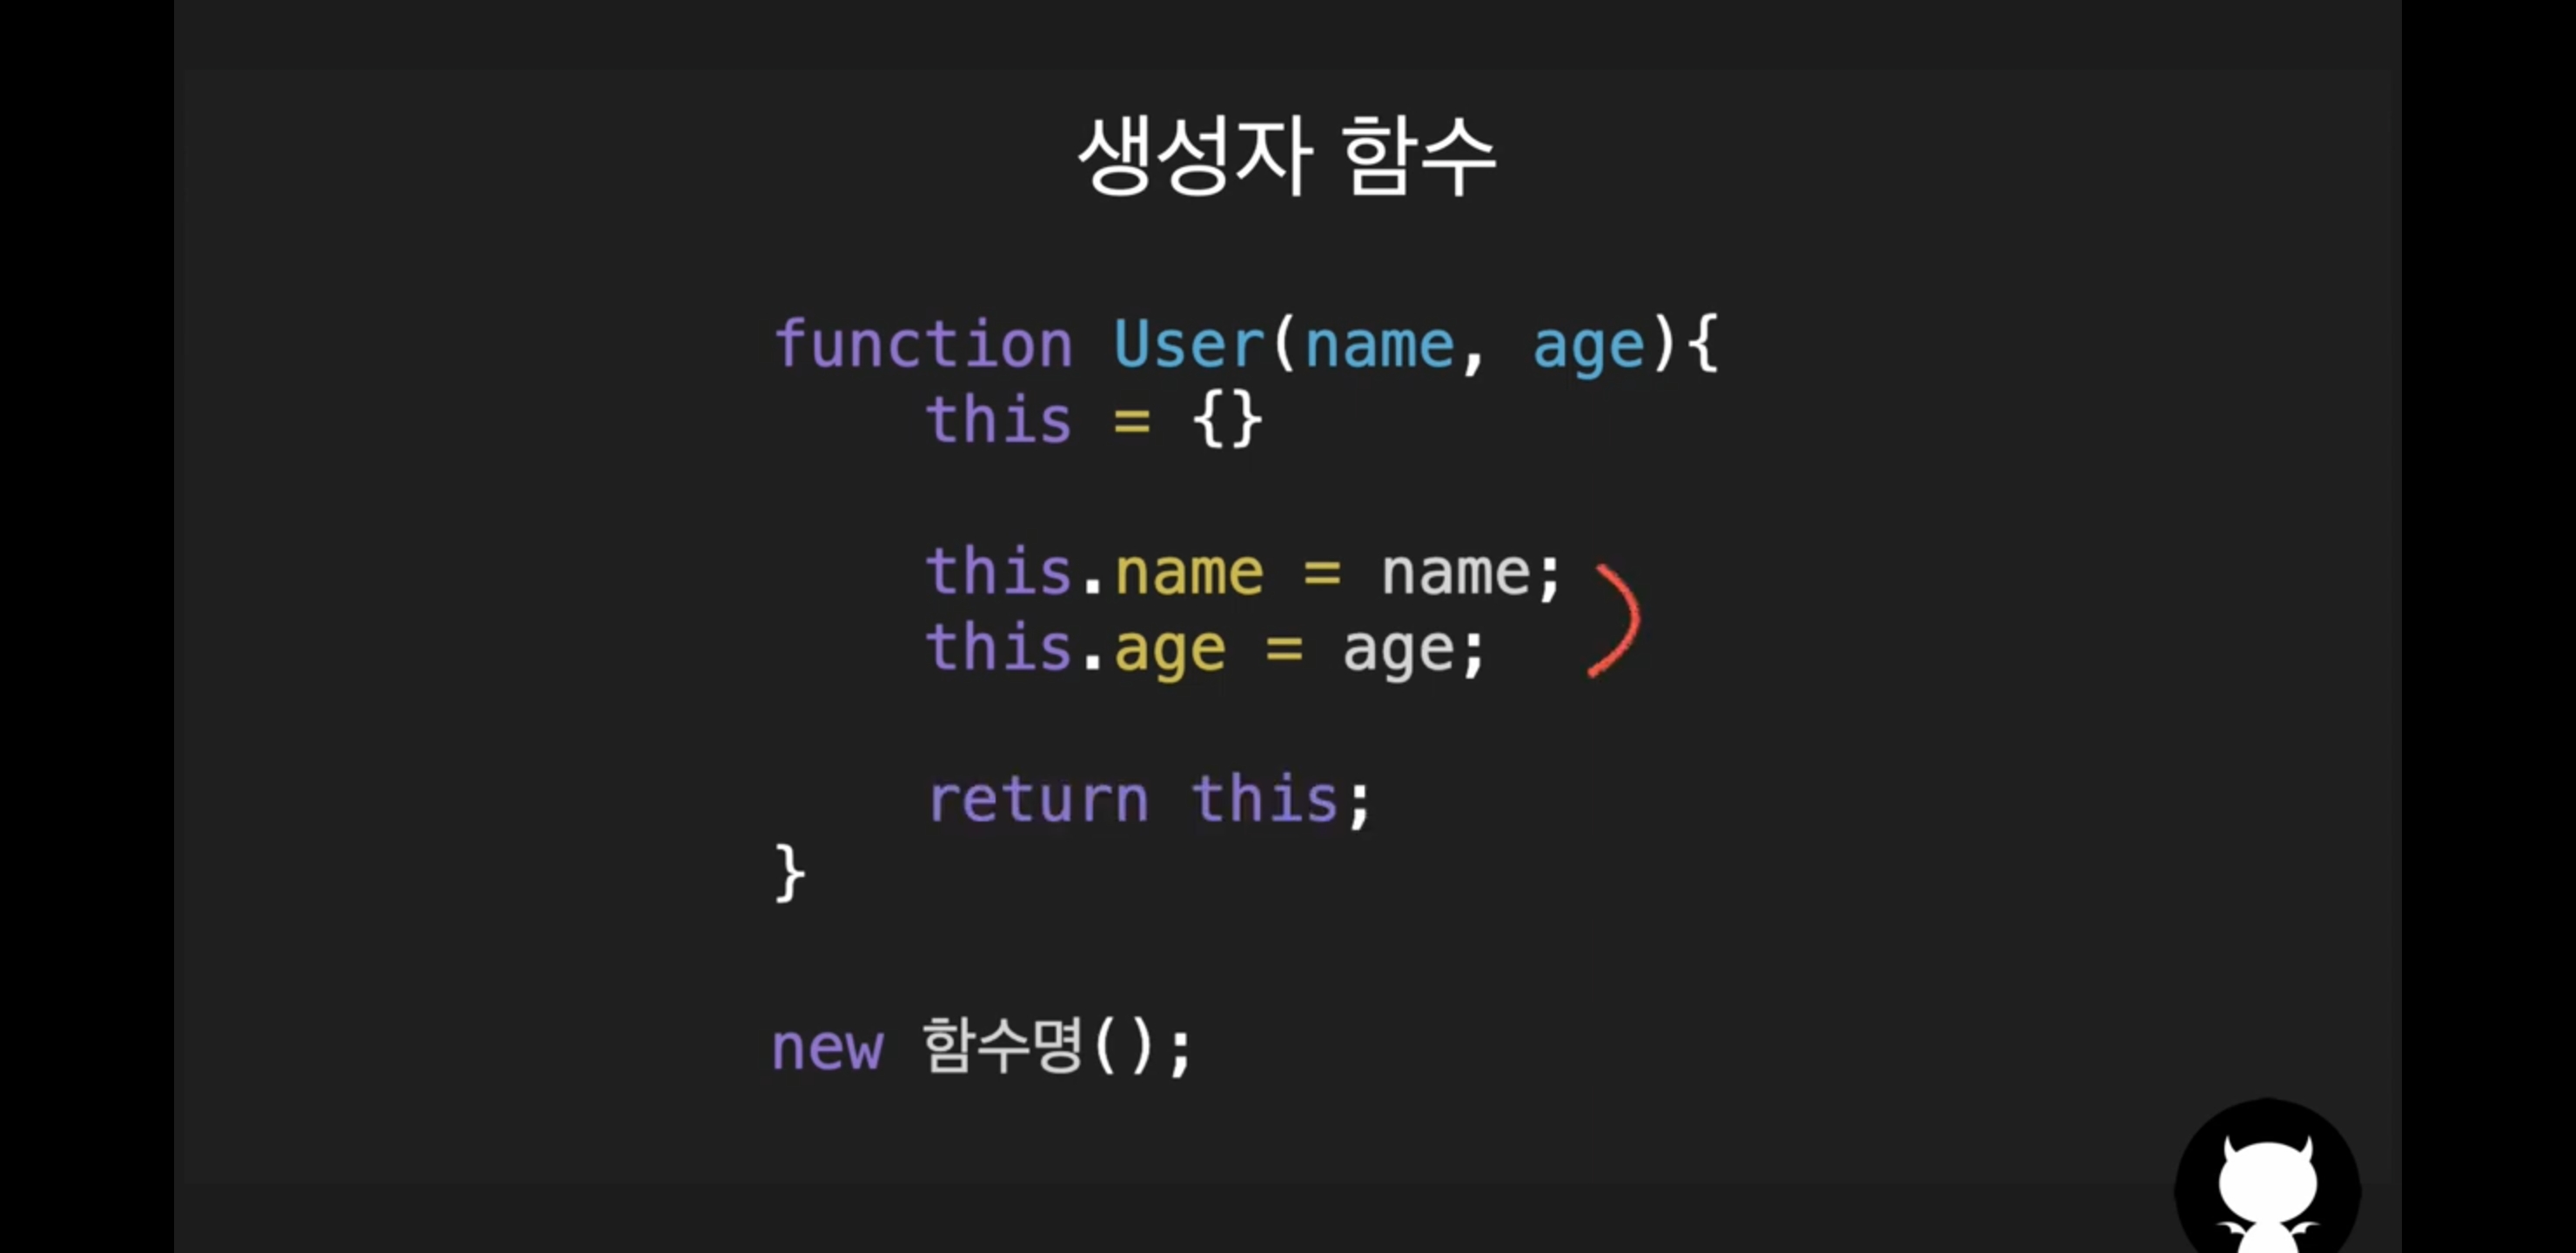 생성자 함수
function User(name, age){
this = {}
this.name = name;
this.age = age;
return this;
}
new 함수명();